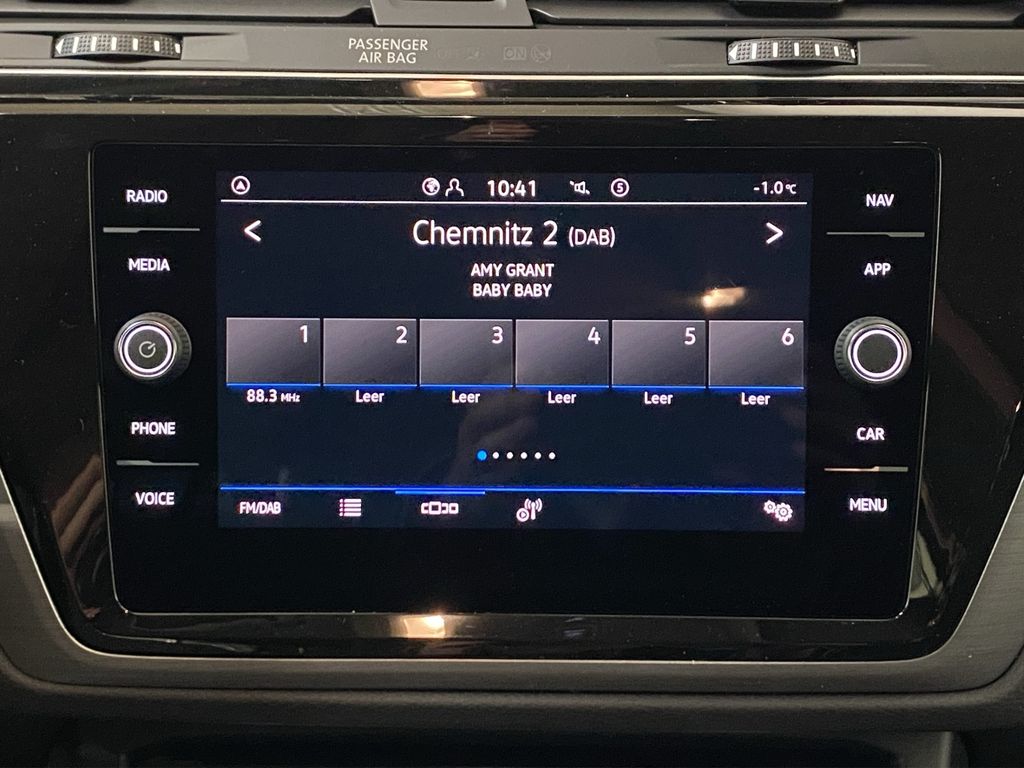 PASSENGER
AIR BAG
ON
RADIO
MEDIA
PHONE
VOICE
10:41
5
-1.0°C
< Chemnitz 2 (DAB) >
AMY GRANT
BABY BABY
1 2 3 4 5 6
88.3 MHz Leer Leer Leer Leer Leer
FM/DAB
NAV
APP
CAR
MENU